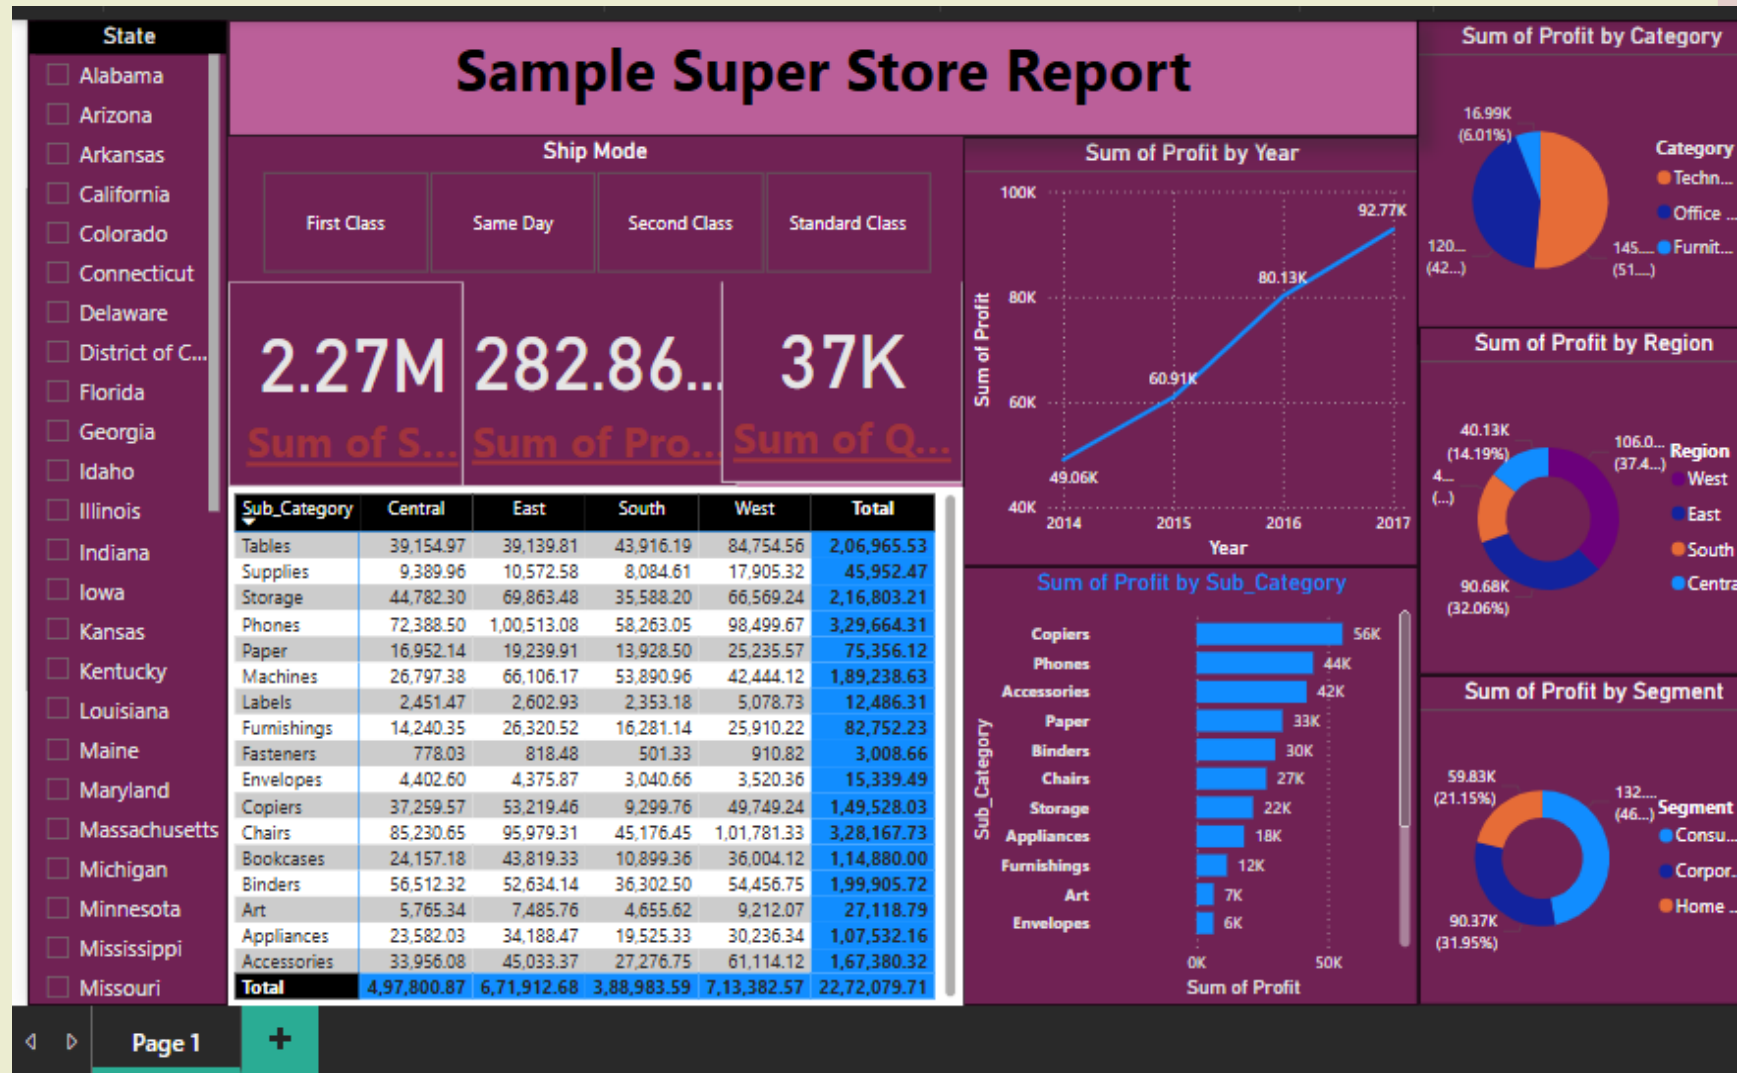 State
Alabama
Arizona
Arkansas
California
Colorado
Connecticut
Delaware
District of C...
Florida
Georgia
Idaho
Illinois
Indiana
Iowa
Kansas
Kentucky
Louisiana
Maine
Maryland
Massachusetts
Michigan
Minnesota
Mississippi
Missouri
Sample Super Store Report
Ship Mode
First Class
Same Day
Second Class
Standard Class
2.27M
Sum of S...
282.86...
Sum of Pro...
37K
Sum of Q...
Sub_Category Central East South West Total
Tables 39,154.97 39,139.81 43,916.19 84,754.56 2,06,965.53
Supplies 9,389.96 10,572.58 8,084.61 17,905.32 45,952.47
Storage 44,782.30 69,863.48 35,588.20 66,569.24 2,16,803.21
Phones 72,388.50 1,00,513.08 58,263.05 98,499.67 3,29,664.31
Paper 16,952.14 19,239.91 13,928.50 25,235.57 75,356.12
Machines 26,797.38 66,106.17 53,890.96 42,444.12 1,89,238.63
Labels 2,451.47 2,602.93 2,353.18 5,078.73 12,486.31
Furnishings 14,240.35 26,320.52 16,281.14 25,910.22 82,752.23
Fasteners 778.03 818.48 501.33 910.82 3,008.66
Envelopes 4,402.60 4,375.87 3,040.66 3,520.36 15,339.49
Copiers 37,259.57 53,219.46 9,299.76 49,749.24 1,49,528.03
Chairs 85,230.65 95,979.31 45,176.45 1,01,781.33 3,28,167.73
Bookcases 24,157.18 43,819.33 10,899.36 36,004.12 1,14,880.00
Binders 56,512.32 52,634.14 36,302.50 54,456.75 1,99,905.72
Art 5,765.34 7,485.76 4,655.62 9,212.07 27,118.79
Appliances 23,582.03 34,188.47 19,525.33 30,236.34 1,07,532.16
Accessories 33,956.08 45,033.37 27,276.75 61,114.12 1,67,380.32
Total 4,97,800.87 6,71,912.68 3,88,983.59 7,13,382.57 22,72,079.71
Sum of Profit by Year
Sum of Profit
100K
80K
60K
40K
49.06K
60.91K
80.13K
92.77K
2014 2015 2016 2017
Year
Sum of Profit by Sub_Category
Sub_Category
Copiers 56K
Phones 44K
Accessories 42K
Paper 33K
Binders 30K
Chairs 27K
Storage 22K
Appliances 18K
Furnishings 12K
Art 7K
Envelopes 6K
0K 50K
Sum of Profit
Sum of Profit by Category
16.99K
(6.01%)
120...
(42...)
145...
(51...)
Category
Techn...
Office ...
Furnit...
Sum of Profit by Region
40.13K
(14.19%)
4...
(...)
106.0...
(37.4...)
90.68K
(32.06%)
Region
West
East
South
Centra
Sum of Profit by Segment
59.83K
(21.15%)
132....
(46...)
90.37K
(31.95%)
Segment
Consu...
Corpor..
Home ...
Page 1